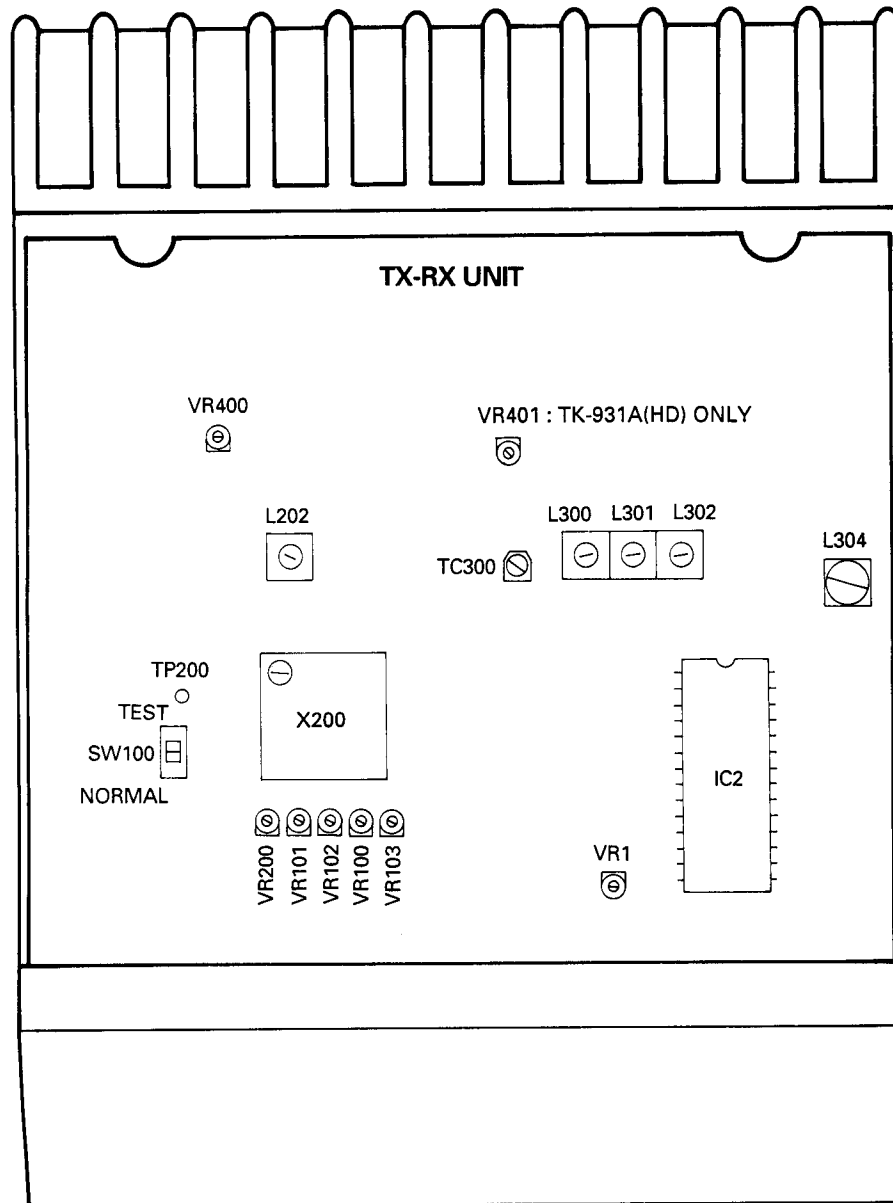 TX-RX UNIT
VR400
VR401 : TK-931A(HD) ONLY
L202
L300 L301 L302
L304
TC300
TP200
TEST
SW100
NORMAL
X200
IC2
VR200
VR101
VR102
VR100
VR103
VR1